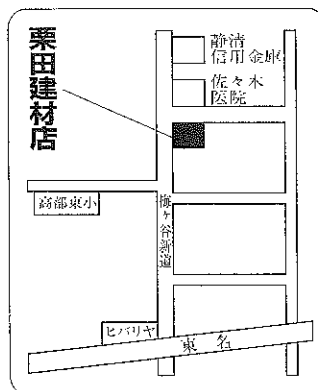 栗田建材店
静清
信用金庫
佐々木
医院
高部東小
梅ヶ谷新道
ヒバリヤ
東名